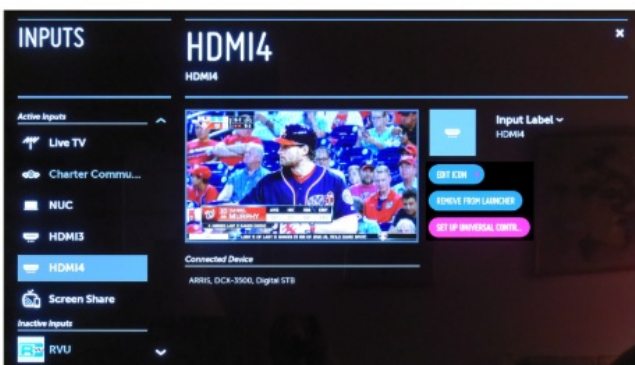 INPUTS
HDMI4
HDMI4
Active Inputs
Live TV
Charter Commu...
NUC
HDMI3
HDMI4
Screen Share
Inactive Inputs
RVU
MURPHY
Connected Device
ARRIS, DCX-3500, Digital STB
Input Label
HDMI4
EDIT ICON
REMOVE FROM LAUNCHER
SET UP UNIVERSAL CONTR...